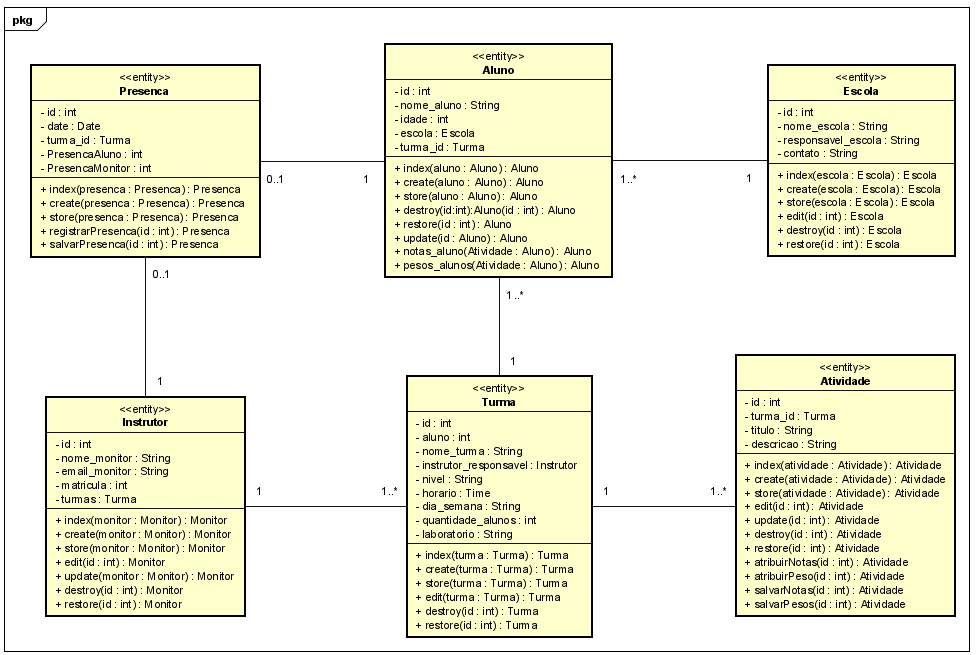 pkg
<<entity>>
Presenca
- id : int
- date : Date
- turma_id : Turma
- PresencaAluno : int
- PresencaMonitor : int
+ index(presenca : Presenca) : Presenca
+ create(presenca : Presenca) : Presenca
+ store(presenca : Presenca) : Presenca
+ registrarPresenca(id : int) : Presenca
+ salvarPresenca(id : int) : Presenca
<<entity>>
Aluno
- id : int
- nome_aluno : String
- idade : int
- escola : Escola
- turma_id : Turma
+ index(aluno : Aluno) : Aluno
+ create(aluno : Aluno) : Aluno
+ store(aluno : Aluno) : Aluno
+ destroy(id:int):Aluno(id : int) : Aluno
+ restore(id : int) : Aluno
+ update(id : Aluno) : Aluno
+ notas_aluno(Atividade : Aluno) : Aluno
+ pesos_alunos(Atividade : Aluno) : Aluno
<<entity>>
Escola
- id : int
- nome_escola : String
- responsavel_escola : String
- contato : String
+ index(escola : Escola) : Escola
+ create(escola : Escola) : Escola
+ store(escola : Escola) : Escola
+ edit(id : int) : Escola
+ destroy(id : int) : Escola
+ restore(id : int) : Escola
0..1
1
1..*
1
0..1
1
1..*
1
<<entity>>
Instrutor
- id : int
- nome_monitor : String
- email_monitor : String
- matricula : int
- turmas : Turma
+ index(monitor : Monitor) : Monitor
+ create(monitor : Monitor) : Monitor
+ store(monitor : Monitor) : Monitor
+ edit(id : int) : Monitor
+ update(monitor : Monitor) : Monitor
+ destroy(id : int) : Monitor
+ restore(id : int) : Monitor
1
1..*
<<entity>>
Turma
- id : int
- aluno : int
- nome_turma : String
- instrutor_responsavel : Instrutor
- nivel : String
- horario : Time
- dia_semana : String
- quantidade_alunos : int
- laboratorio : String
+ index(turma : Turma) : Turma
+ create(turma : Turma) : Turma
+ store(turma : Turma) : Turma
+ edit(turma : Turma) : Turma
+ destroy(id : int) : Turma
+ restore(id : int) : Turma
1
1..*
<<entity>>
Atividade
- id : int
- turma_id : Turma
- titulo : String
- descricao : String
+ index(atividade : Atividade) : Atividade
+ create(atividade : Atividade) : Atividade
+ store(atividade : Atividade) : Atividade
+ edit(id : int) : Atividade
+ update(id : int) : Atividade
+ destroy(id : int) : Atividade
+ restore(id : int) : Atividade
+ atribuirNotas(id : int) : Atividade
+ atribuirPeso(id : int) : Atividade
+ salvarNotas(id : int) : Atividade
+ salvarPesos(id : int) : Atividade